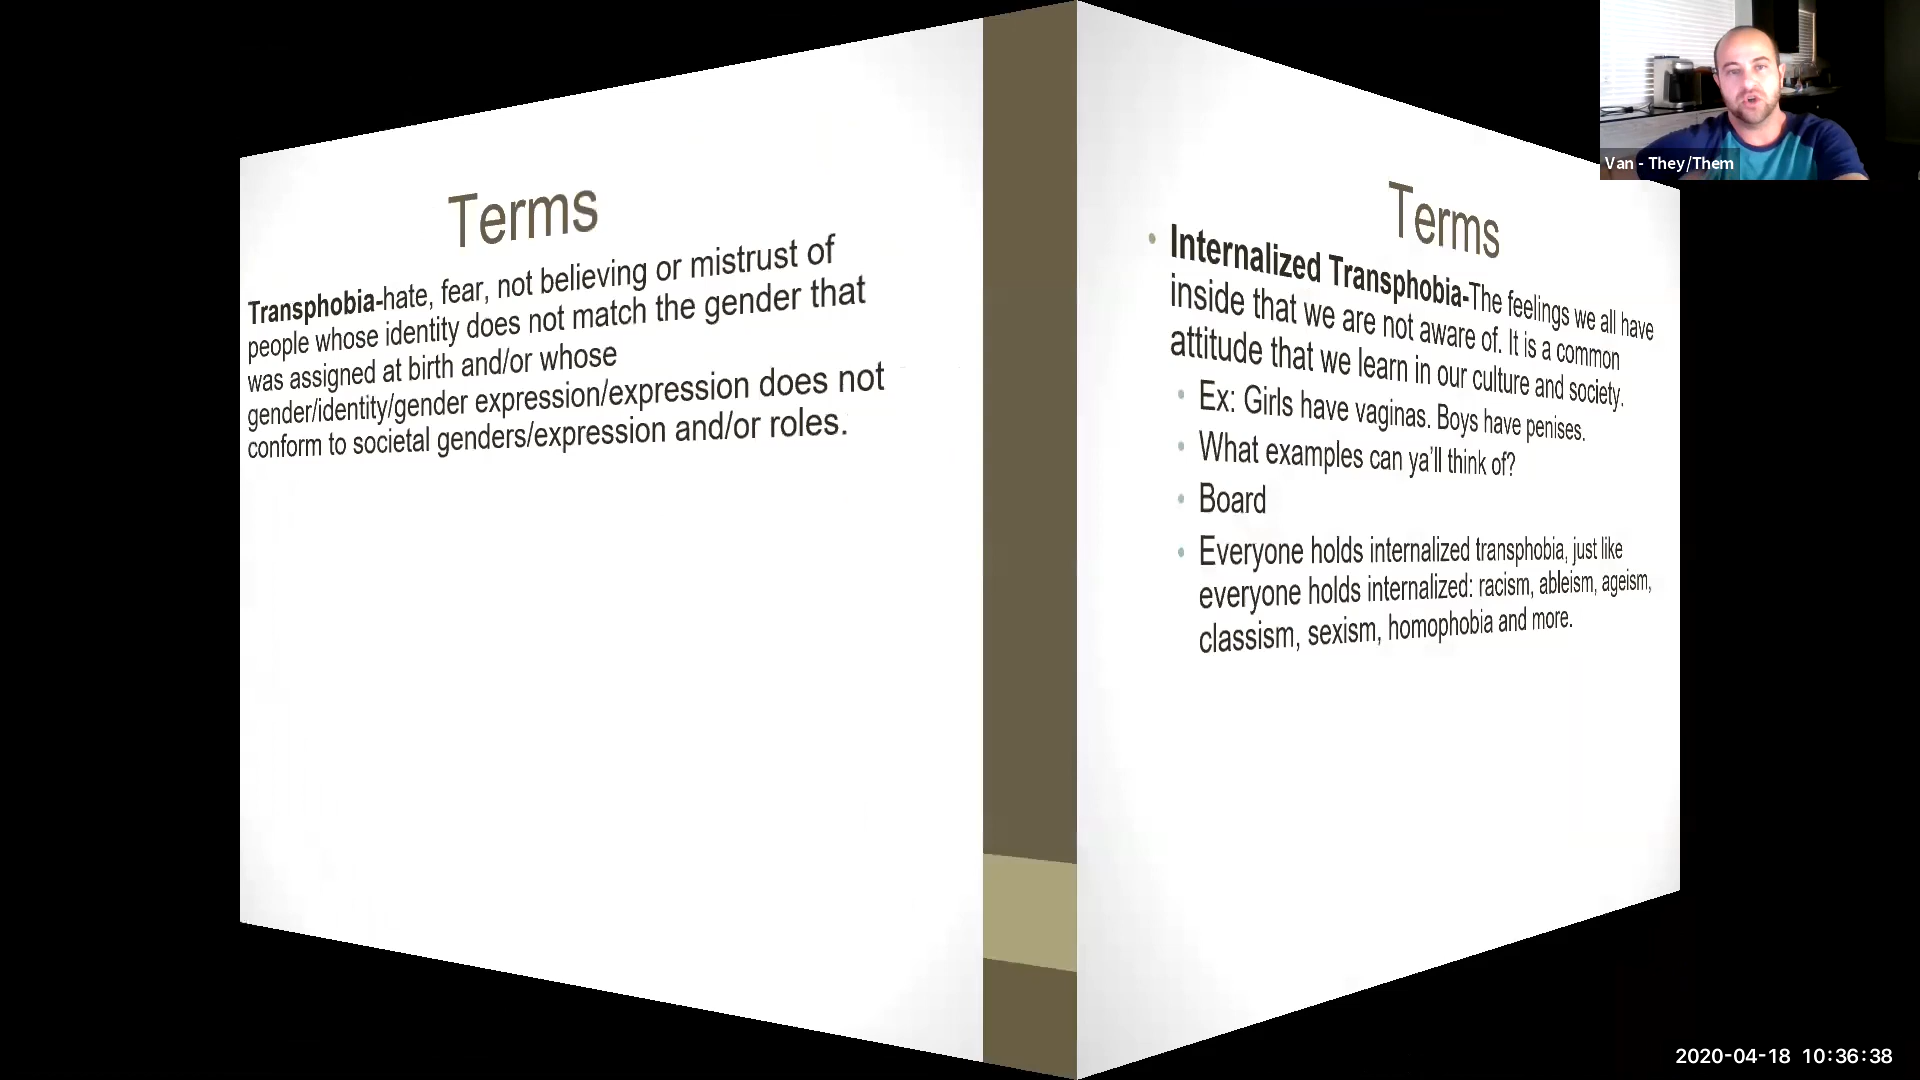 Terms
Transphobia-hate, fear, not believing or mistrust of
people whose identity does not match the gender that
was assigned at birth and/or whose
gender/identity/gender expression/expression does not
conform to societal genders/expression and/or roles.
Terms
• Internalized Transphobia-The feelings we all have
inside that we are not aware of. It is a common
attitude that we learn in our culture and society.
• Ex: Girls have vaginas. Boys have penises.
• What examples can ya'll think of?
• Board
• Everyone holds internalized transphobia, just like
everyone holds internalized: racism, ableism, ageism,
classism, sexism, homophobia and more.
Van - They/Them
2020-04-18 10:36:38